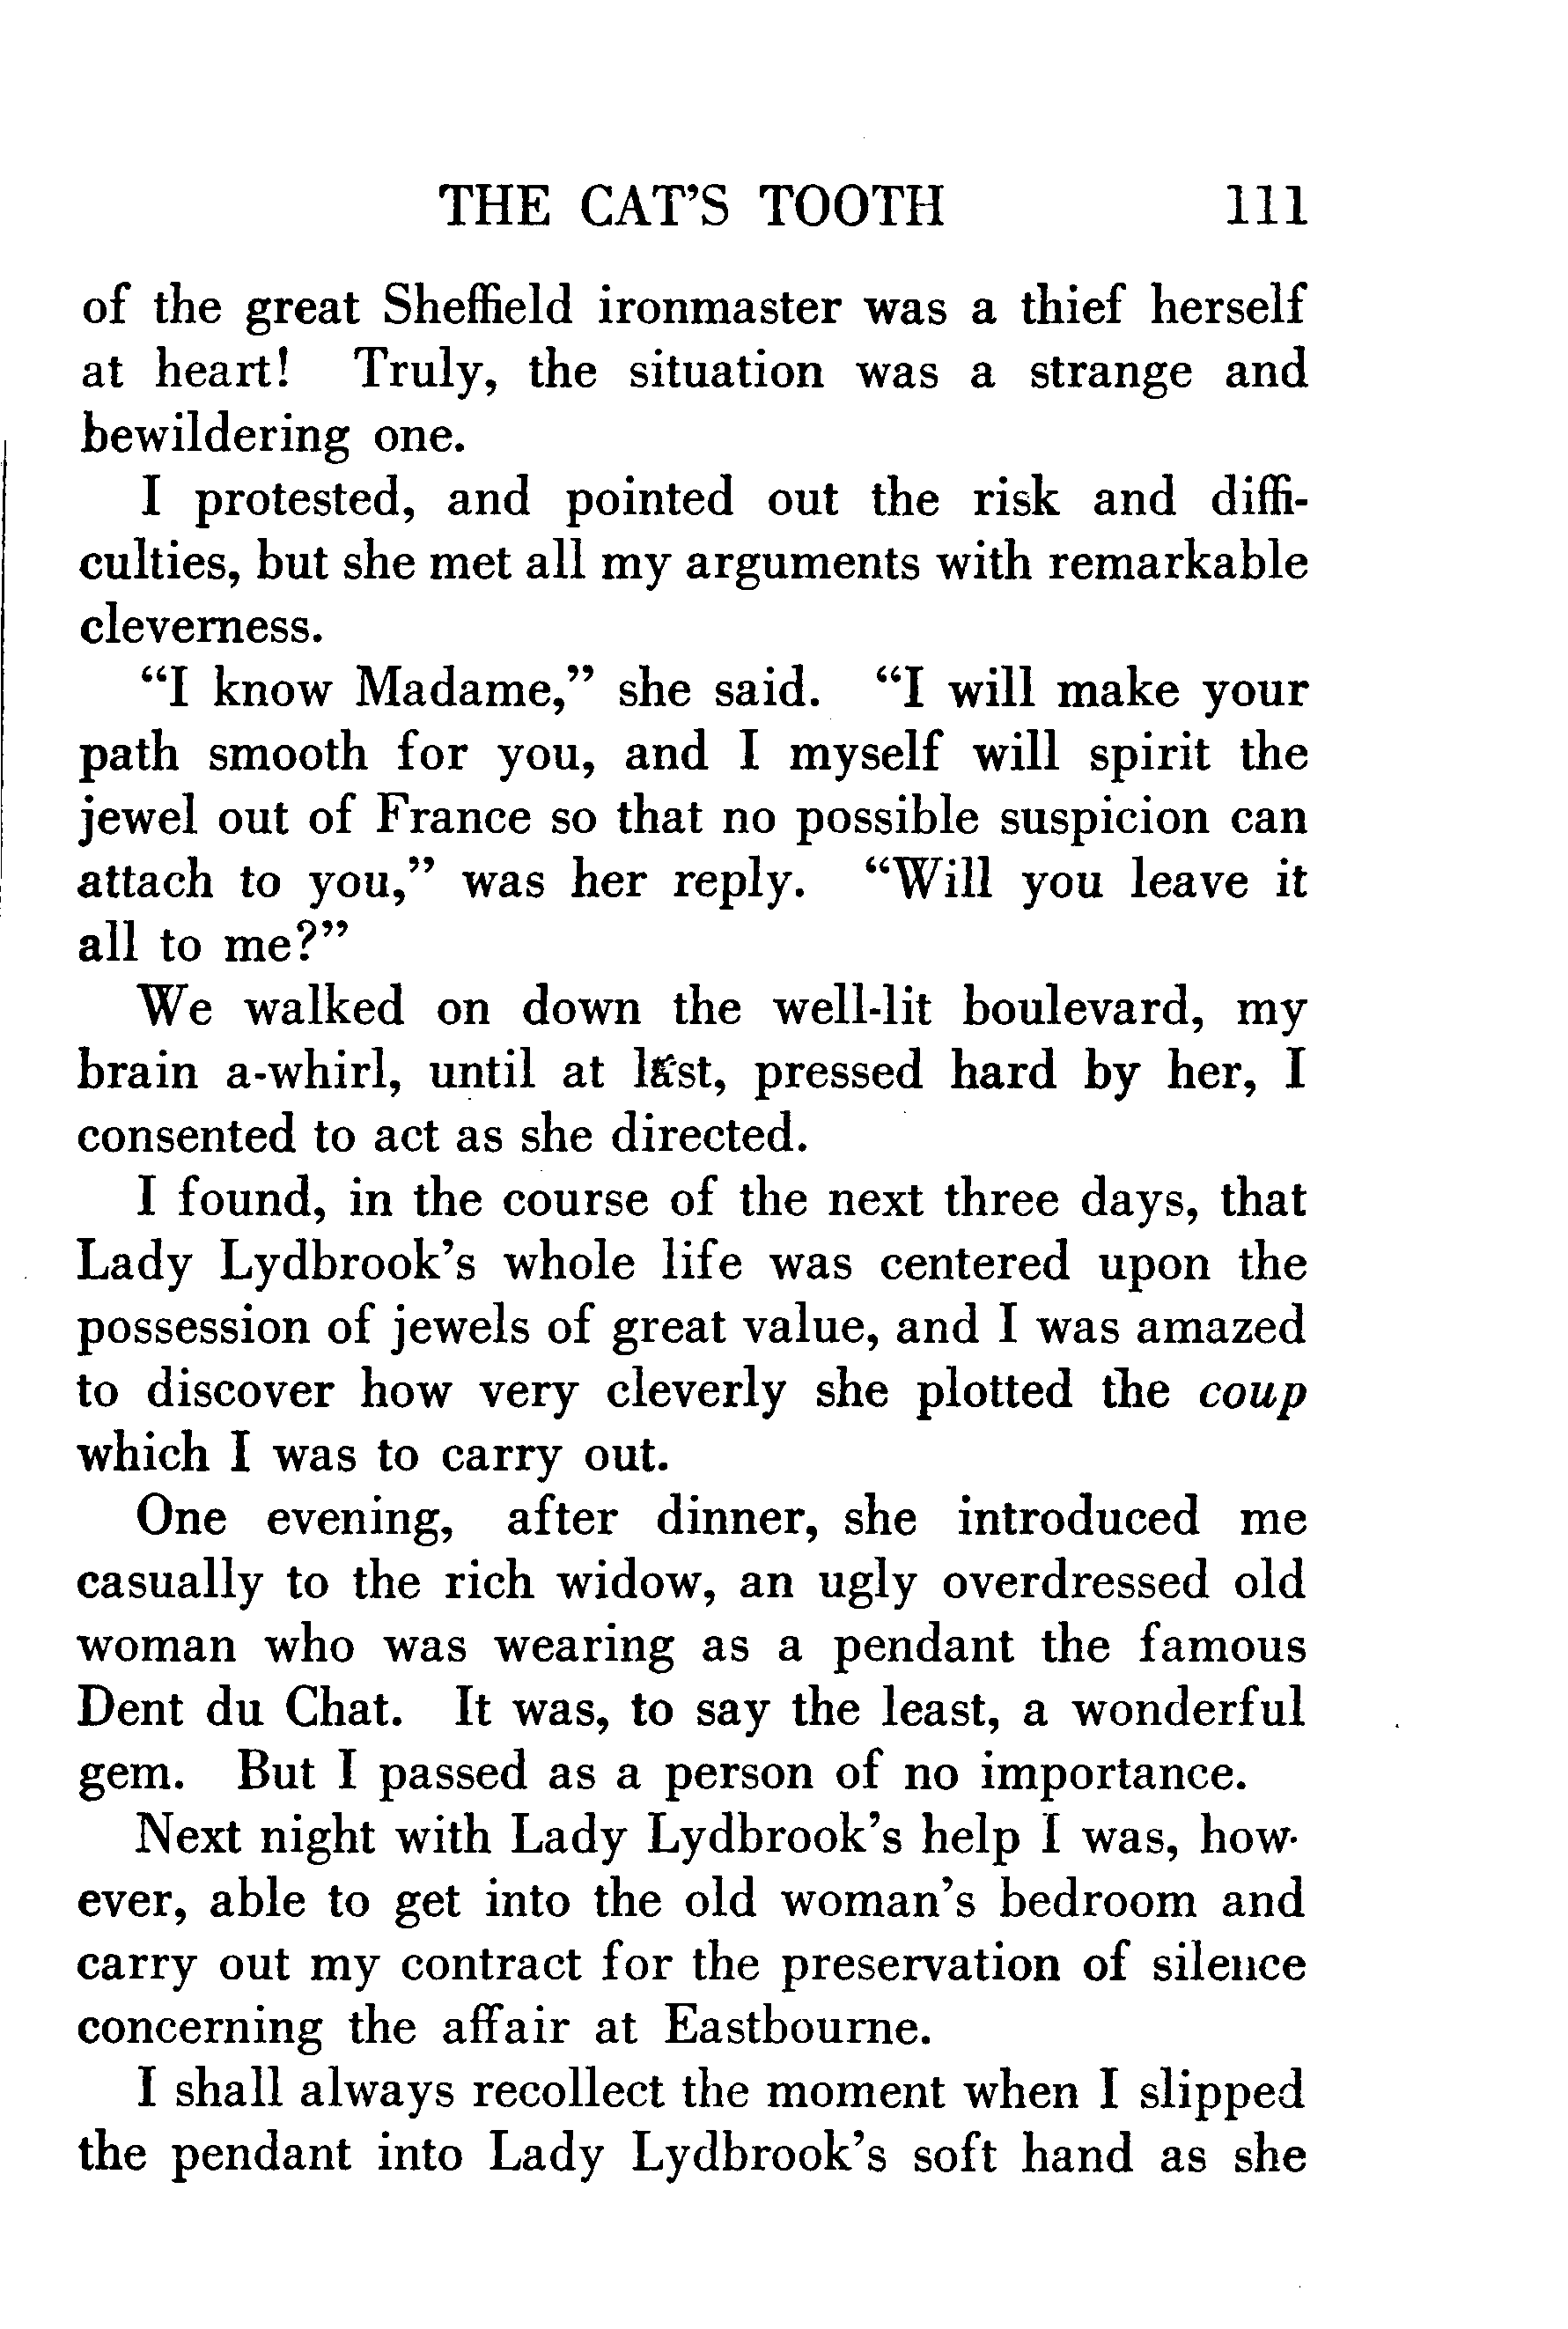 THE CAT'S TOOTH 111
of the great Sheffield ironmaster was a thief herself
at heart! Truly, the situation was a strange and
bewildering one.
I protested, and pointed out the risk and diffi-
culties, but she met all my arguments with remarkable
cleverness.
“I know Madame,” she said. “I will make your
path smooth for you, and I myself will spirit the
jewel out of France so that no possible suspicion can
attach to you,” was her reply. “Will you leave it
all to me?”
We walked on down the well-lit boulevard, my
brain a-whirl, until at last, pressed hard by her, I
consented to act as she directed.
I found, in the course of the next three days, that
Lady Lydbrook's whole life was centered upon the
possession of jewels of great value, and I was amazed
to discover how very cleverly she plotted the coup
which I was to carry out.
One evening, after dinner, she introduced me
casually to the rich widow, an ugly overdressed old
woman who was wearing as a pendant the famous
Dent du Chat. It was, to say the least, a wonderful
gem. But I passed as a person of no importance.
Next night with Lady Lydbrook's help I was, how-
ever, able to get into the old woman's bedroom and
carry out my contract for the preservation of silence
concerning the affair at Eastbourne.
I shall always recollect the moment when I slipped
the pendant into Lady Lydbrook's soft hand as she